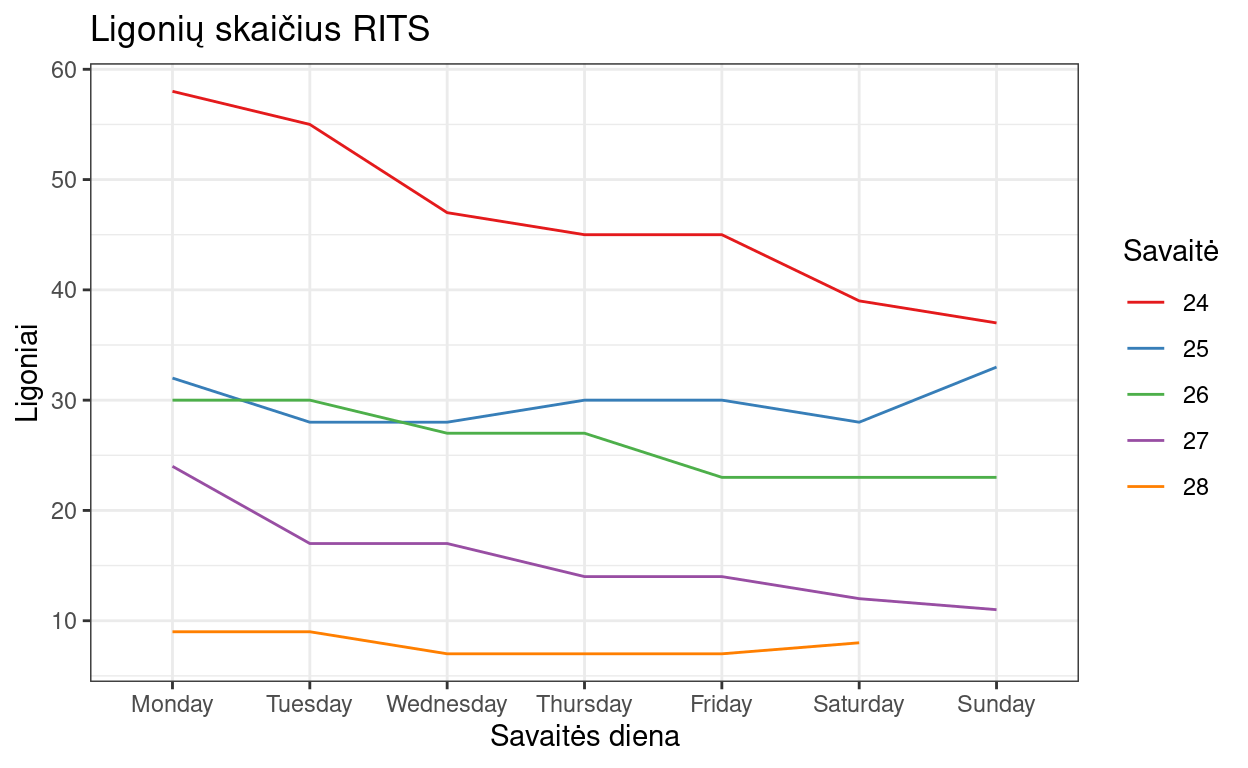 Ligonių skaičius RITS
60
50
40
30
20
10
Ligoniai
Monday Tuesday Wednesday Thursday Friday Saturday Sunday
Savaitės diena
Savaitė
24
25
26
27
28